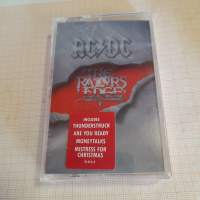 AC/DC
THE
RAZORS
EDGE
INCLUDES
THUNDERSTRUCK
ARE YOU READY
MONEYTALKS
MISTRESS FOR
CHRISTMAS